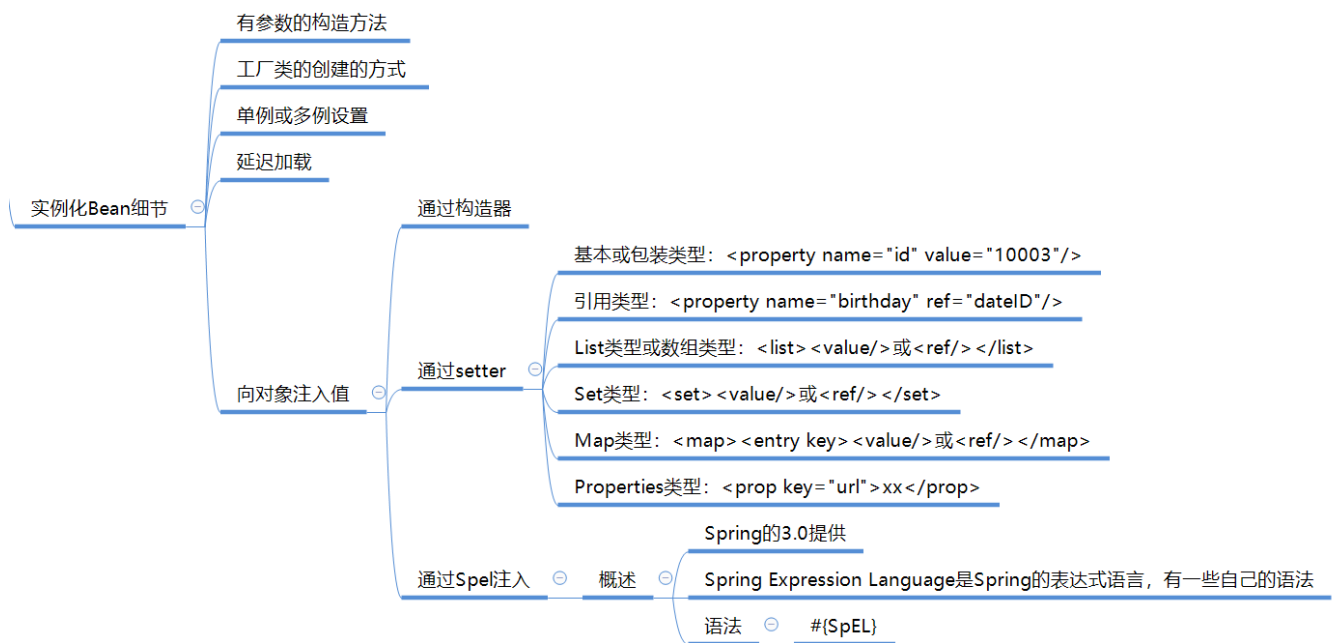 有参数的构造方法
工厂类的创建的方式
单例或多例设置
延迟加载
实例化Bean细节
通过构造器
基本或包装类型：<property name="id" value="10003"/>
引用类型：<property name="birthday" ref="dateID"/>
List类型或数组类型：<list><value/>或<ref/></list>
通过setter
向对象注入值
Set类型：<set><value/>或<ref/></set>
Map类型：<map><entry key><value/>或<ref/></map>
Properties类型：<prop key="url">xx</prop>
Spring的3.0提供
通过Spel注入
概述
Spring Expression Language是Spring的表达式语言，有一些自己的语法
语法
#{SpEL}